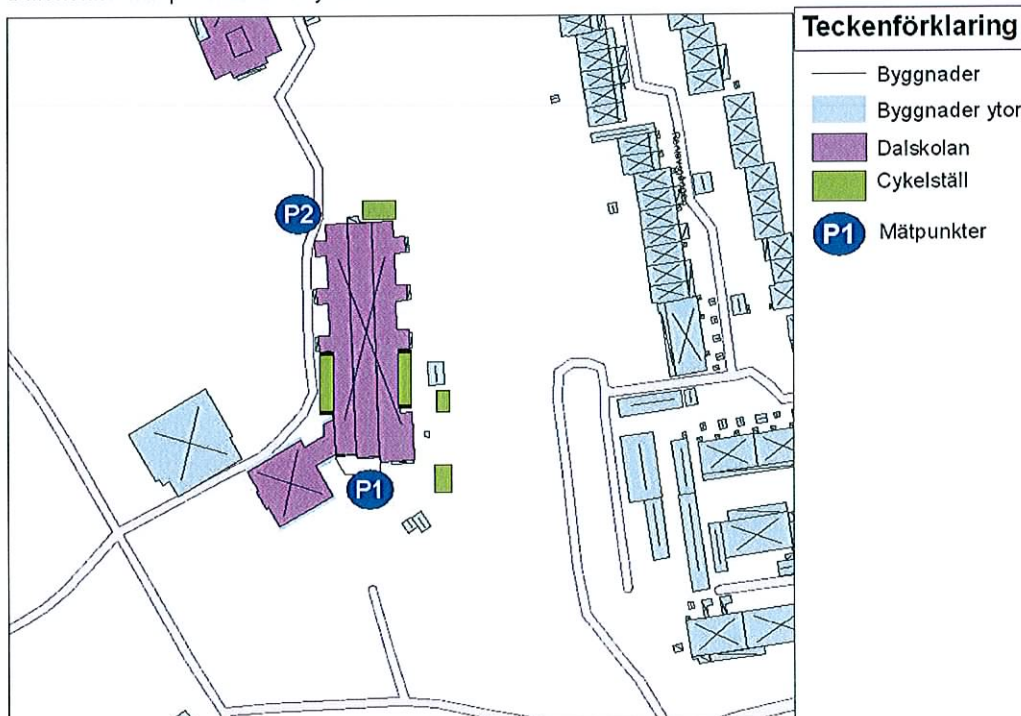 Teckenförklaring
Byggnader
Byggnader ytor
Dalskolan
Cykelställ
P1 Mätpunkter
P2
P1